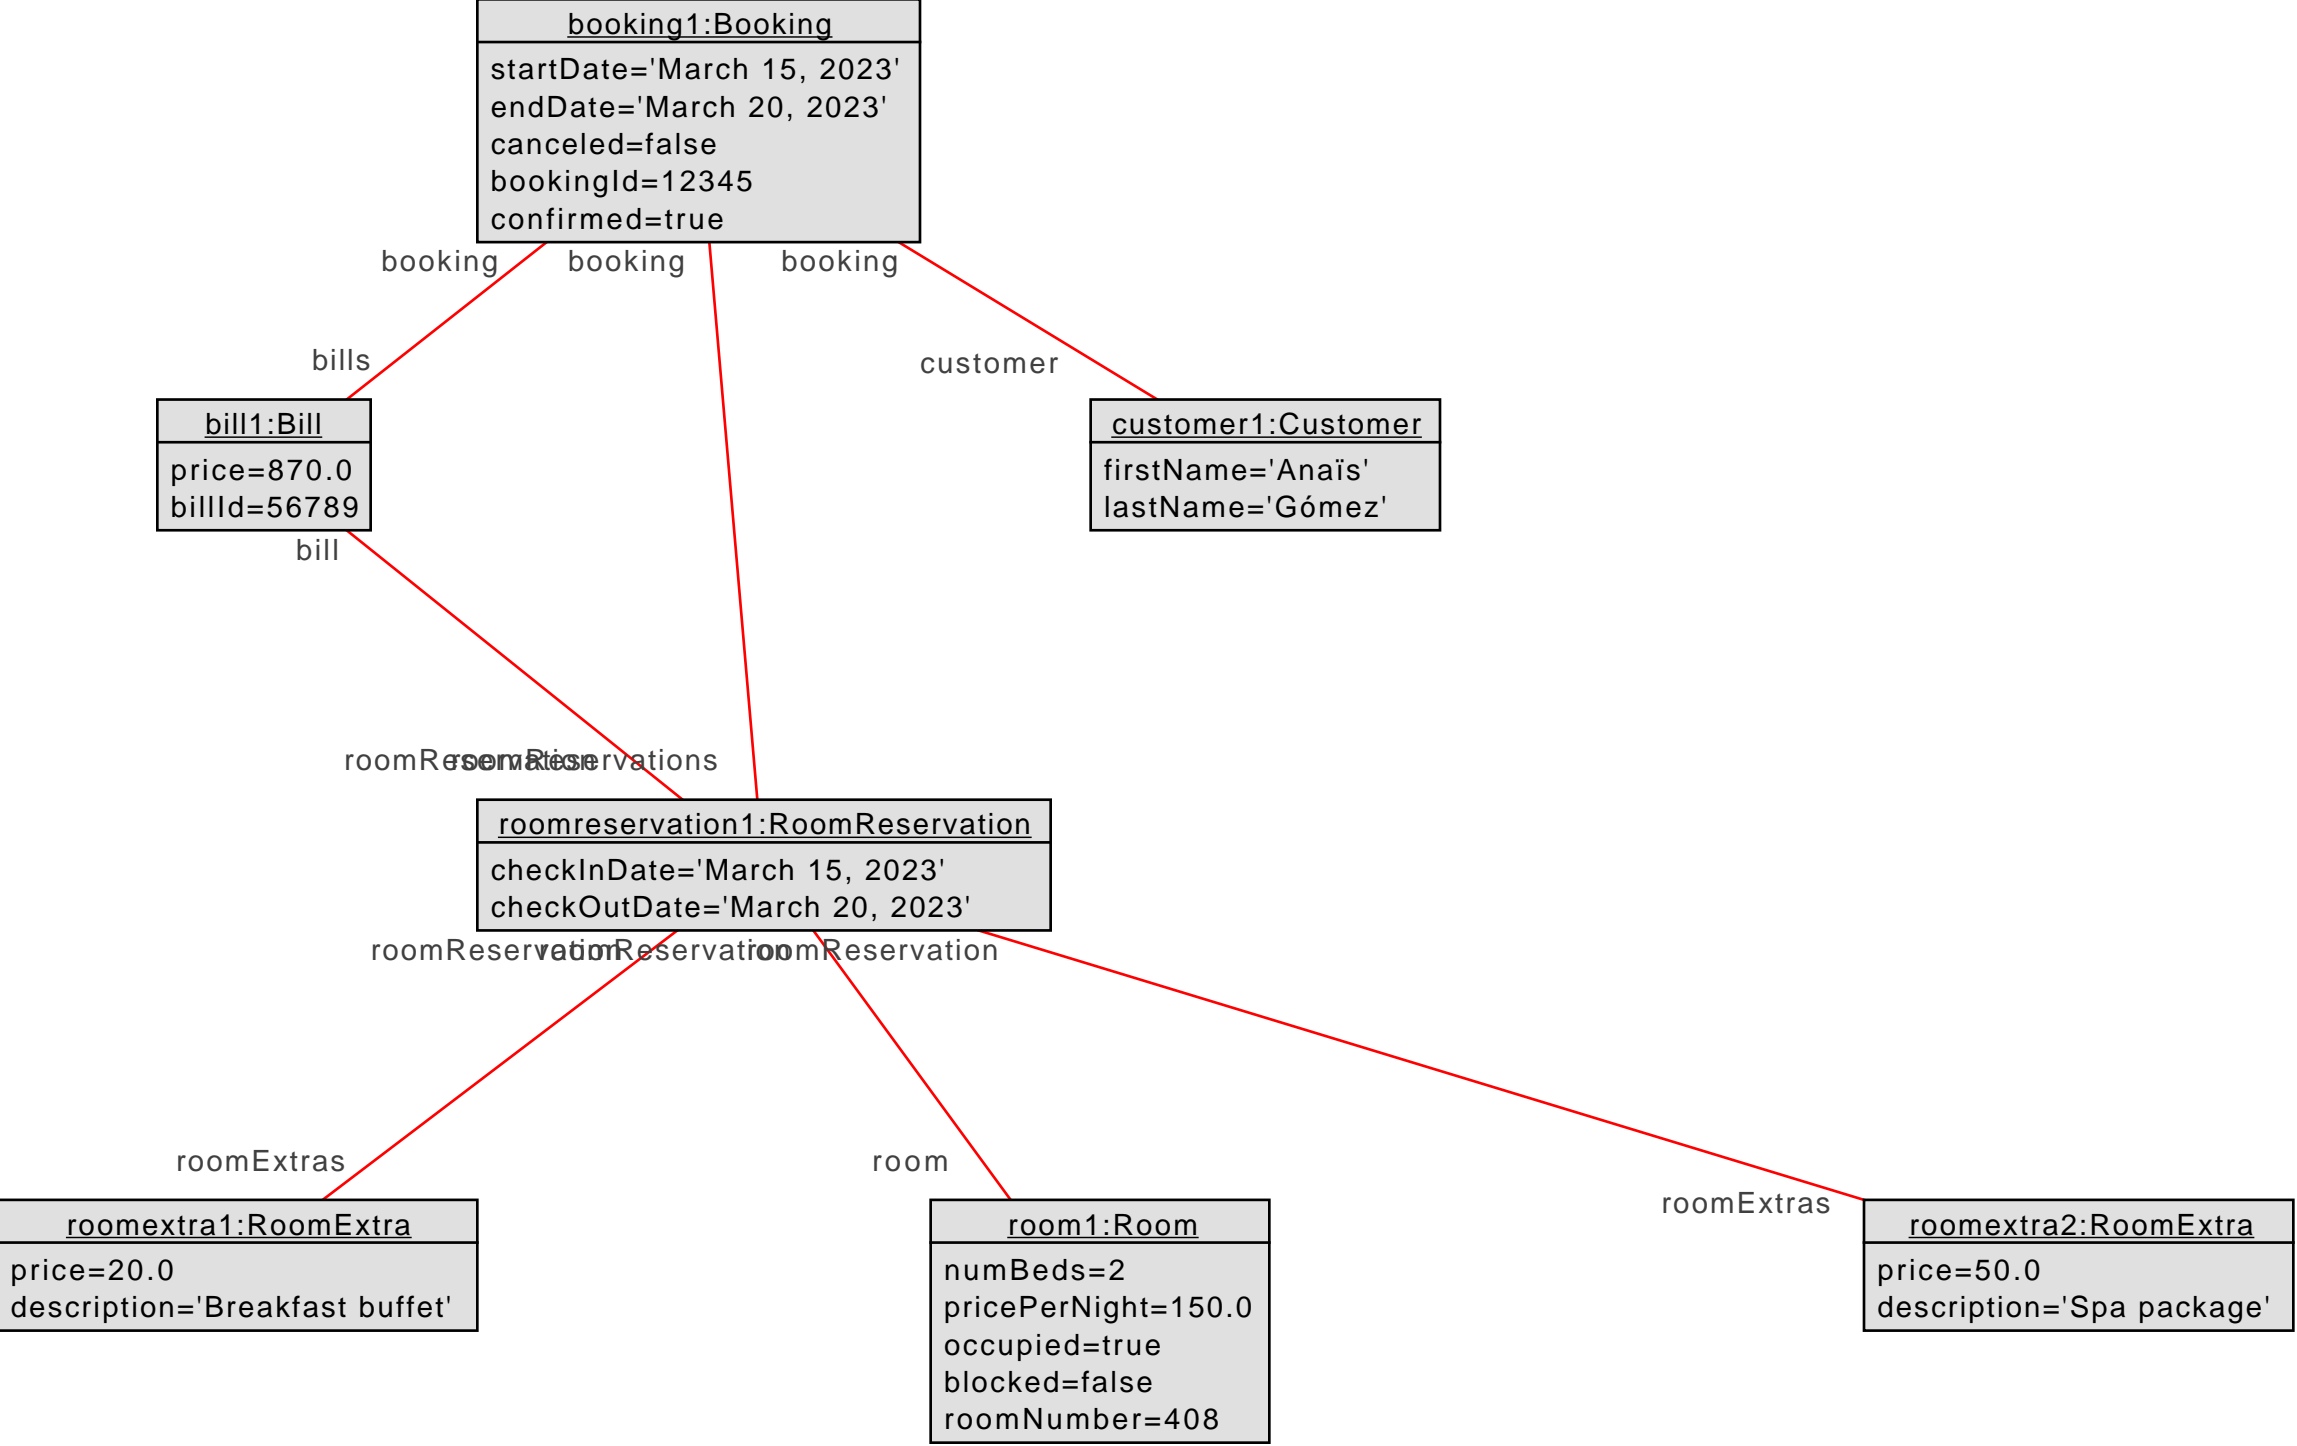 booking1:Booking
startDate='March 15, 2023'
endDate='March 20, 2023'
canceled=false
bookingId=12345
confirmed=true
booking
booking
booking
bills
customer
bill1:Bill
price=870.0
billId=56789
customer1:Customer
firstName='Anaïs'
lastName='Gómez'
bill
roomReservation
roomReservations
roomreservation1:RoomReservation
checkInDate='March 15, 2023'
checkOutDate='March 20, 2023'
roomReservation
roomReservation
roomReservation
roomExtras
room
roomExtras
roomextra1:RoomExtra
price=20.0
description='Breakfast buffet'
room1:Room
numBeds=2
pricePerNight=150.0
occupied=true
blocked=false
roomNumber=408
roomextra2:RoomExtra
price=50.0
description='Spa package'